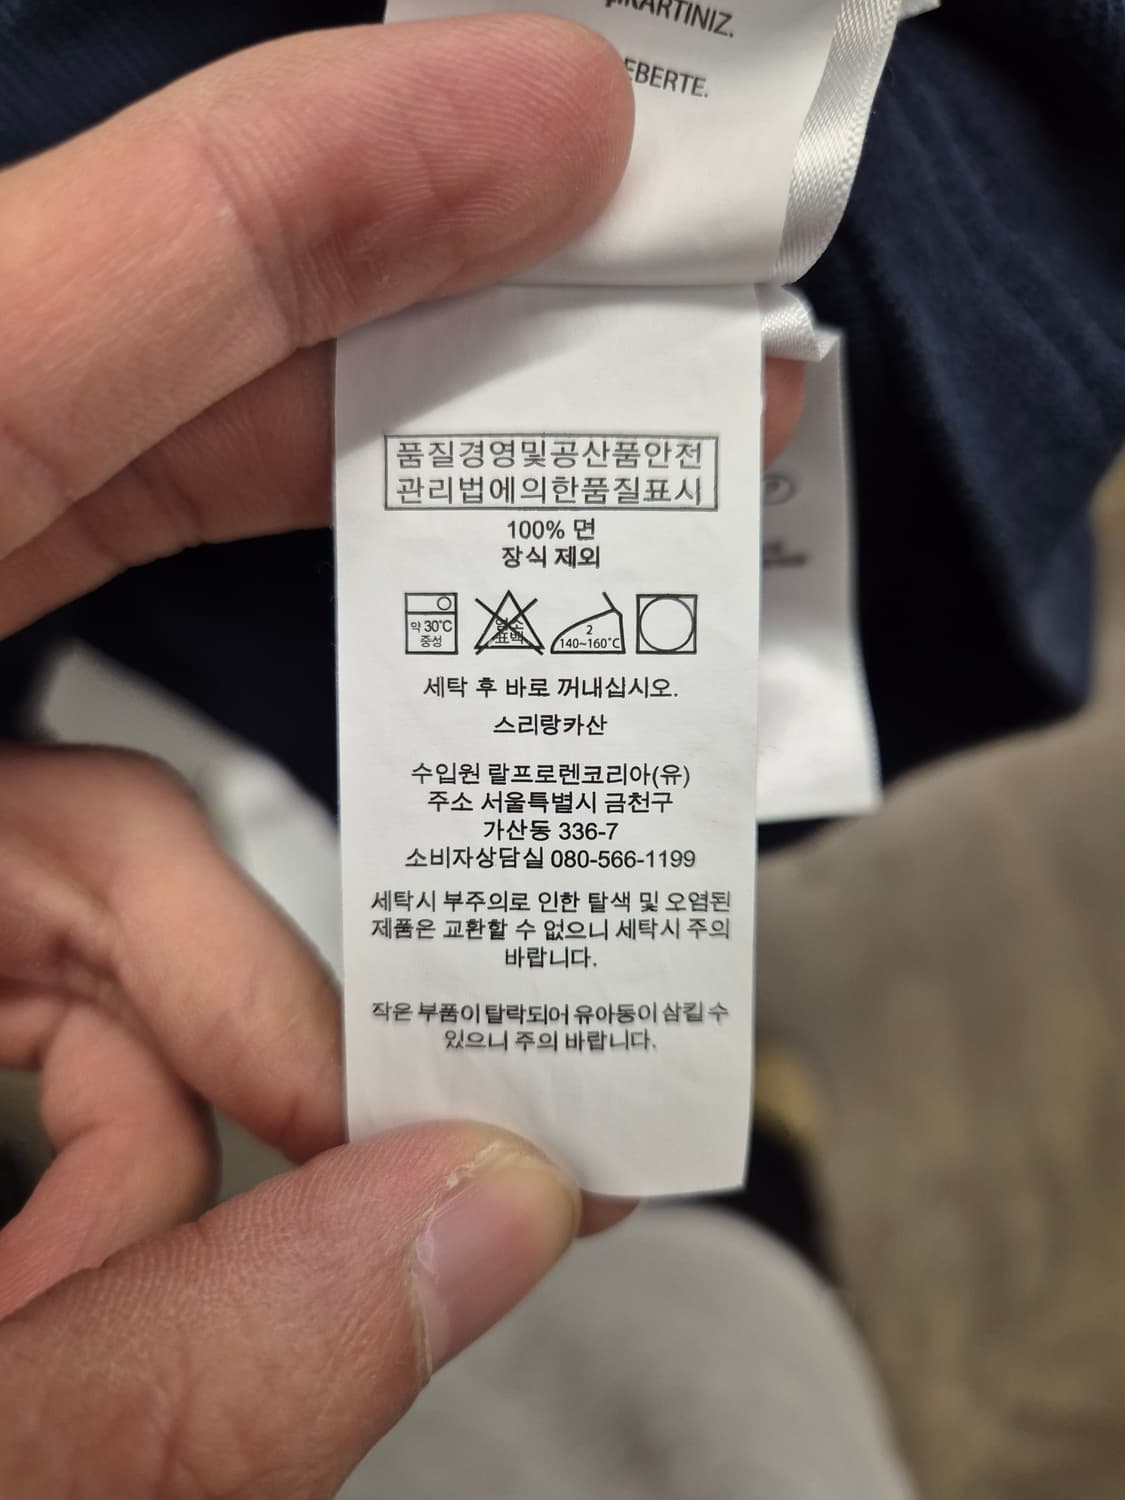 KARTINIZ.
EBERTE.
품질경영및공산품안전
관리법에의한품질표시
100% 면
장식 제외
약 30℃
중성
염소
표백
2
140~160℃
세탁 후 바로 꺼내십시오.
스리랑카산
수입원 랄프로렌코리아(유)
주소 서울특별시 금천구
가산동 336-7
소비자상담실 080-566-1199
세탁시 부주의로 인한 탈색 및 오염된
제품은 교환할 수 없으니 세탁시 주의
바랍니다.
작은 부품이 탈락되어 유아동이 삼킬 수
있으니 주의 바랍니다.